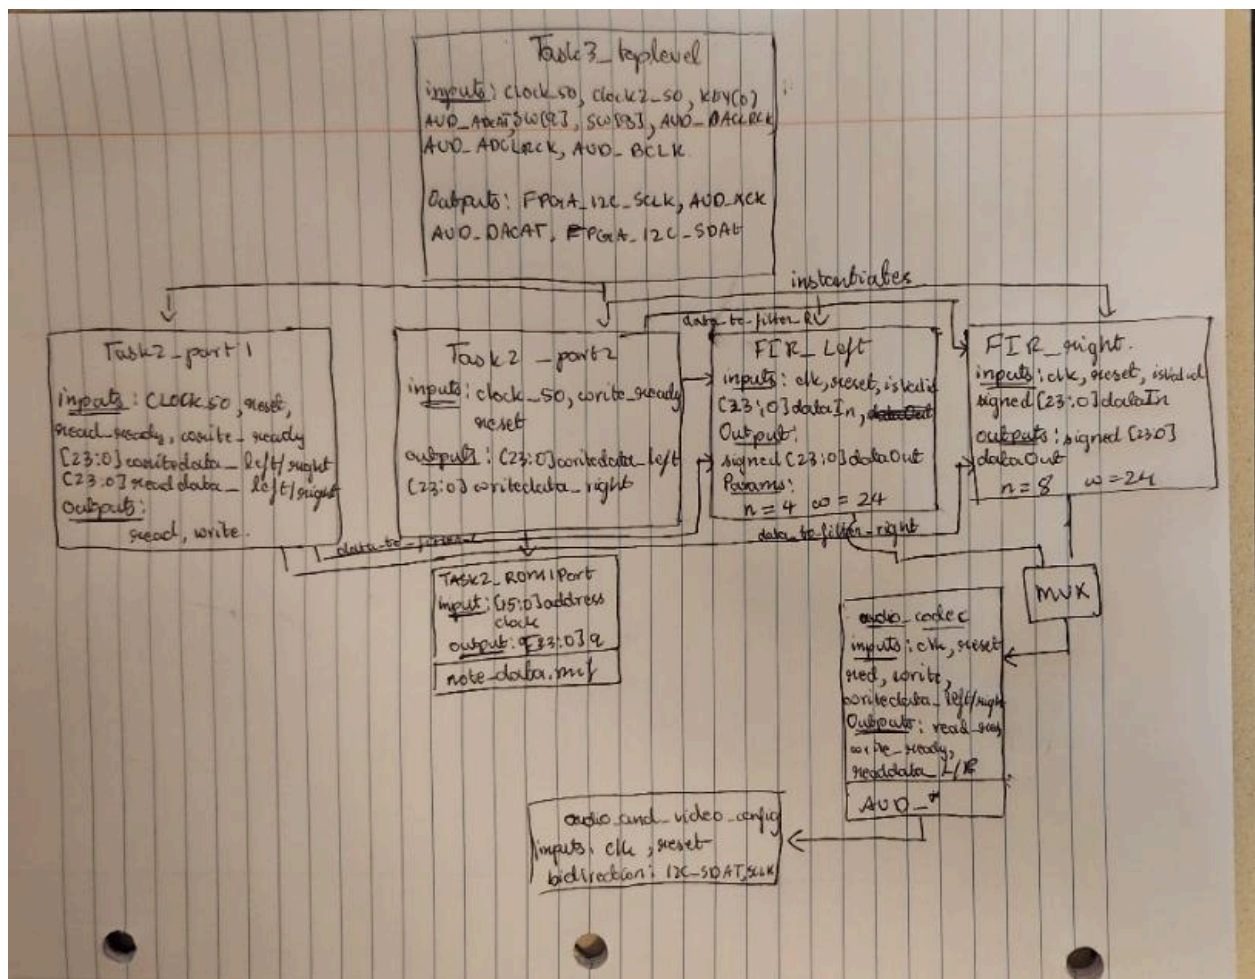 Task3_toplevel
inputs: CLOCK_50, CLOCK2_50, KEY[0]
AUD_ADCDAT, SW[9], SW[8], AUD_DACLRCK
AUD_ADCLRCK, AUD_BCLK
Outputs: FPGA_I2C_SCLK, AUD_XCK
AUD_DACAT, FPGA_I2C_SDAT
instantiates
data_to_filter_R
Task2_part1
inputs: CLOCK_50, reset,
read_ready, write_ready
[23:0] writedata_left/right
[23:0] readdata_left/right
outputs:
read, write.
Task2_part2
inputs: clock_50, write_ready
reset
outputs: [23:0] writedata_left
[23:0] writedata_right
FIR_Left
inputs: clk, reset, isValid
[23:0] dataIn, dataOut
Output:
signed [23:0] dataOut
Params:
n = 4 w = 24
FIR_right.
inputs: clk, reset, isValid
signed [23:0] dataIn
outputs: signed [23:0]
dataOut
n = 8 w = 24
data_to_filter
data_to_filter_right
TASK2_ROM1Port
input: [15:0] address
clock
output: [23:0] q
note_data.mif
MUX
audio_codec
inputs: clk, reset
red, write,
writedata_left/right
Outputs: read_
write_ready,
readdata_L/R
AUD_*
audio_and_video_config
inputs: clk, reset
bidirection: I2C_SDAT, SCLK